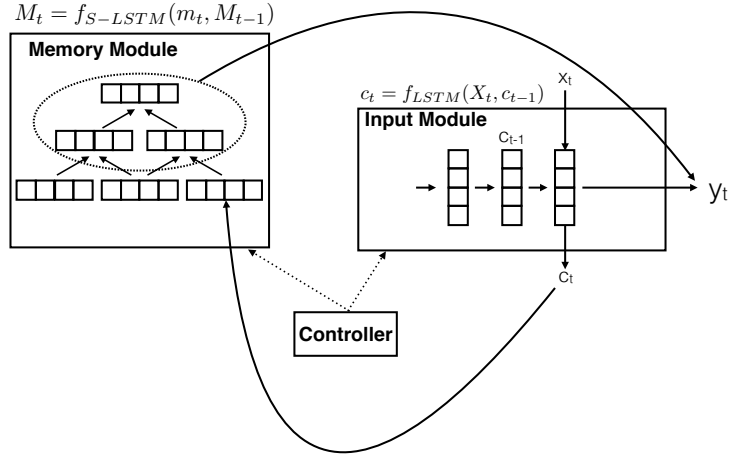 M_t = f_{S-LSTM}(m_t, M_{t-1})
Memory Module
c_t = f_{LSTM}(X_t, c_{t-1})
Input Module
x_t
C_{t-1}
y_t
C_t
Controller